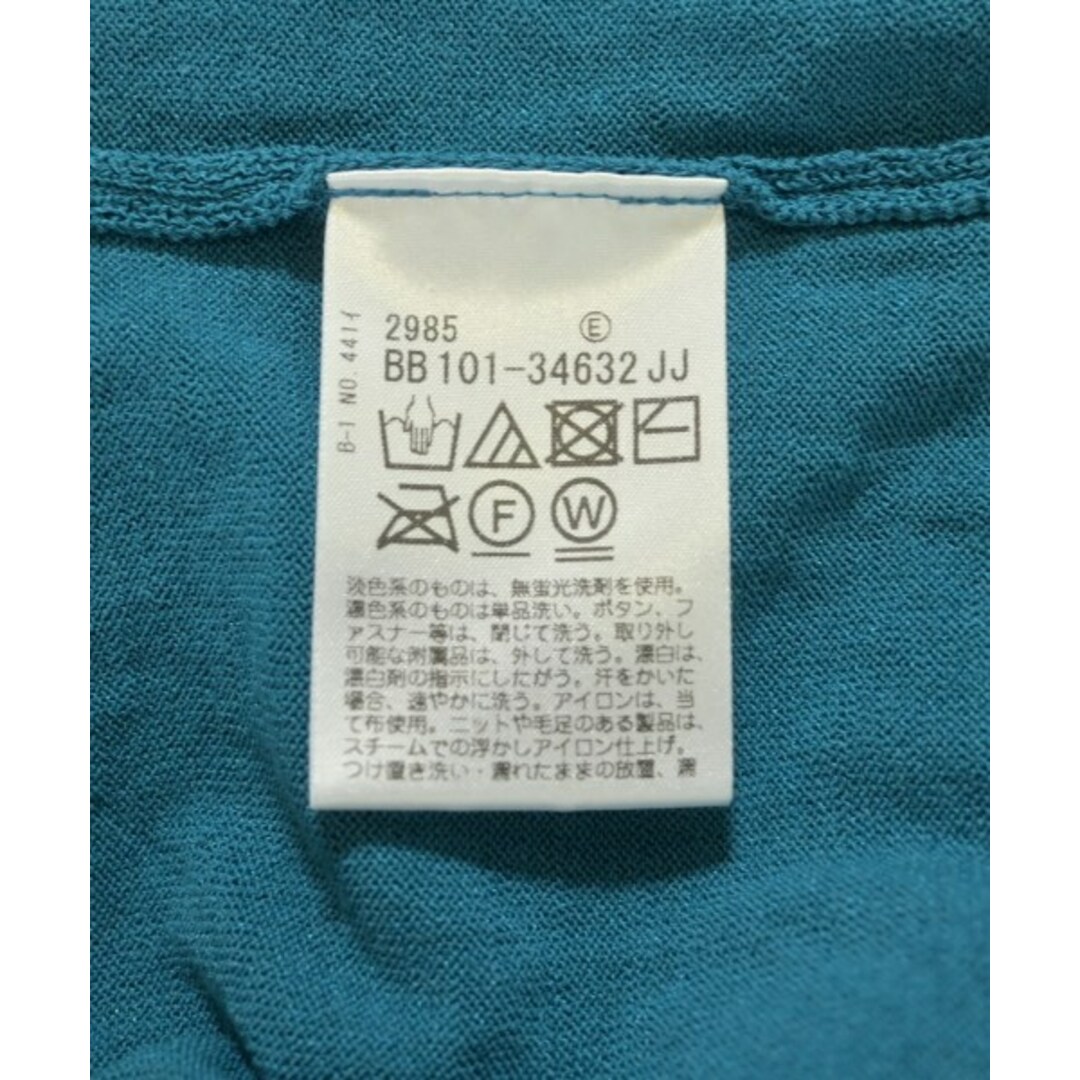 2985 Ⓔ
BB101-34632JJ
B-1 NO.441イ
F W
淡色系のものは、無蛍光洗剤を使用。
濃色系のものは単品洗い。ボタン、フ
ァスナー等は、閉じて洗う。取り外し
可能な附属品は、外して洗う。漂白は、
漂白剤の指示にしたがう。汗をかいた
場合、速やかに洗う。アイロンは、当
て布使用。ニットや毛足のある製品は、
スチームでの浮かしアイロン仕上げ。
つけ置き洗い・濡れたままの放置、濡